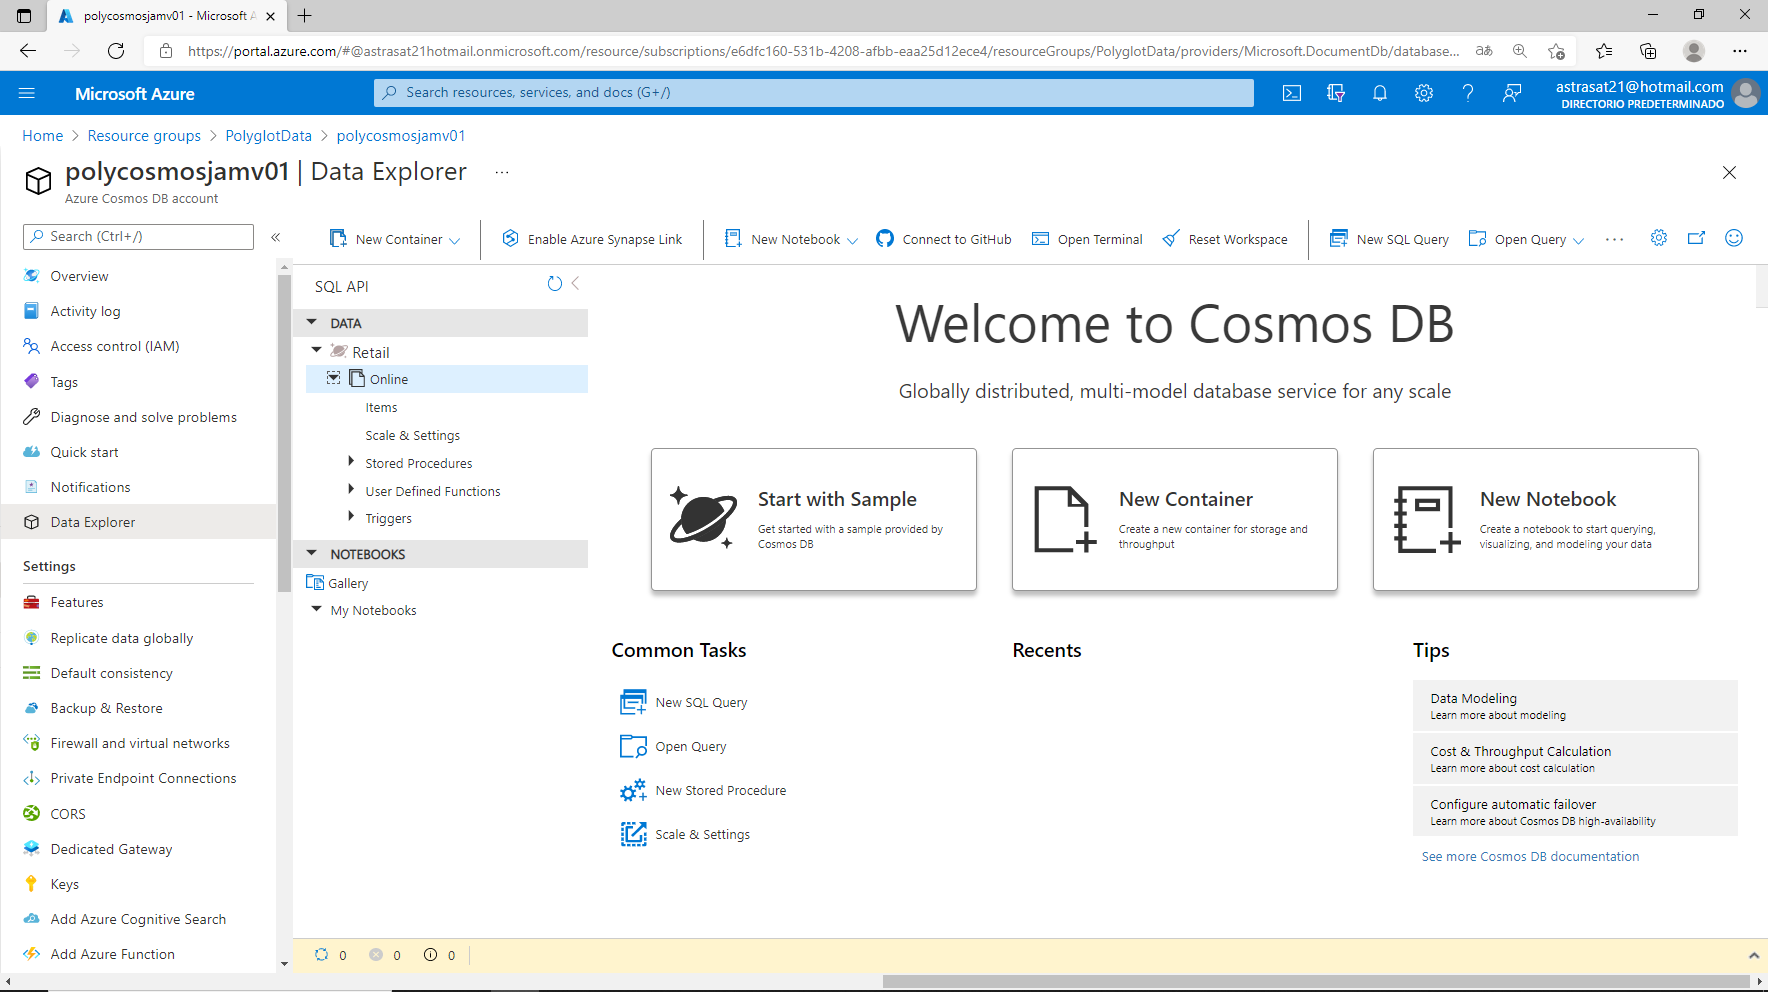 polycosmosjamv01 - Microsoft A
https://portal.azure.com/#@astrasat21hotmail.onmicrosoft.com/resource/subscriptions/e6dfc160-531b-4208-afbb-eaa25d12ece4/resourceGroups/PolyglotData/providers/Microsoft.DocumentDb/database...
Microsoft Azure
Search resources, services, and docs (G+/)
astrasat21@hotmail.com
DIRECTORIO PREDETERMINADO
Home > Resource groups > PolyglotData > polycosmosjamv01
polycosmosjamv01 | Data Explorer ...
Azure Cosmos DB account
Search (Ctrl+/)
New Container
Enable Azure Synapse Link
New Notebook
Connect to GitHub
Open Terminal
Reset Workspace
New SQL Query
Open Query
Overview
Activity log
Access control (IAM)
Tags
Diagnose and solve problems
Quick start
Notifications
Data Explorer
Settings
Features
Replicate data globally
Default consistency
Backup & Restore
Firewall and virtual networks
Private Endpoint Connections
CORS
Dedicated Gateway
Keys
Add Azure Cognitive Search
Add Azure Function
SQL API
DATA
Retail
Online
Items
Scale & Settings
Stored Procedures
User Defined Functions
Triggers
NOTEBOOKS
Gallery
My Notebooks
Welcome to Cosmos DB
Globally distributed, multi-model database service for any scale
Start with Sample
Get started with a sample provided by
Cosmos DB
New Container
Create a new container for storage and
throughput
New Notebook
Create a notebook to start querying,
visualizing, and modeling your data
Common Tasks
New SQL Query
Open Query
New Stored Procedure
Scale & Settings
Recents
Tips
Data Modeling
Learn more about modeling
Cost & Throughput Calculation
Learn more about cost calculation
Configure automatic failover
Learn more about Cosmos DB high-availability
See more Cosmos DB documentation
0 0 0